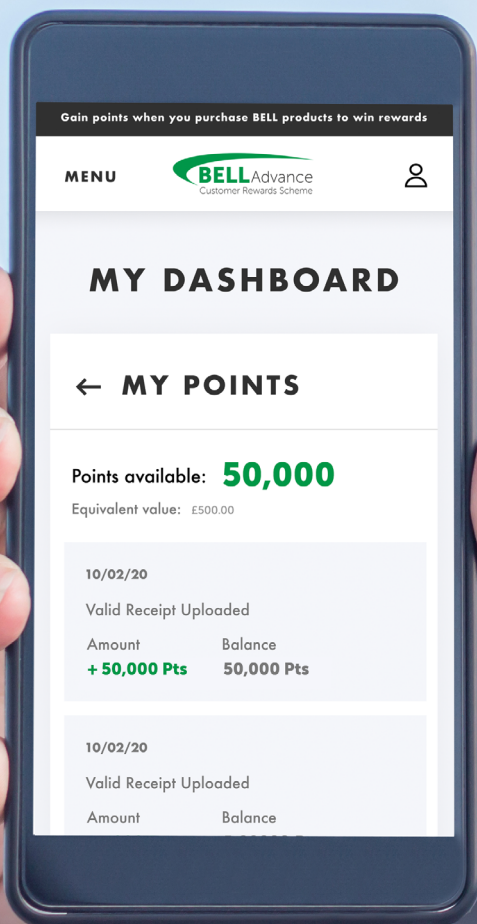 Gain points when you purchase BELL products to win rewards
MENU
BELLAdvance
Customer Rewards Scheme
MY DASHBOARD
← MY POINTS
Points available: 50,000
Equivalent value: £500.00
10/02/20
Valid Receipt Uploaded
Amount Balance
+ 50,000 Pts 50,000 Pts
10/02/20
Valid Receipt Uploaded
Amount Balance